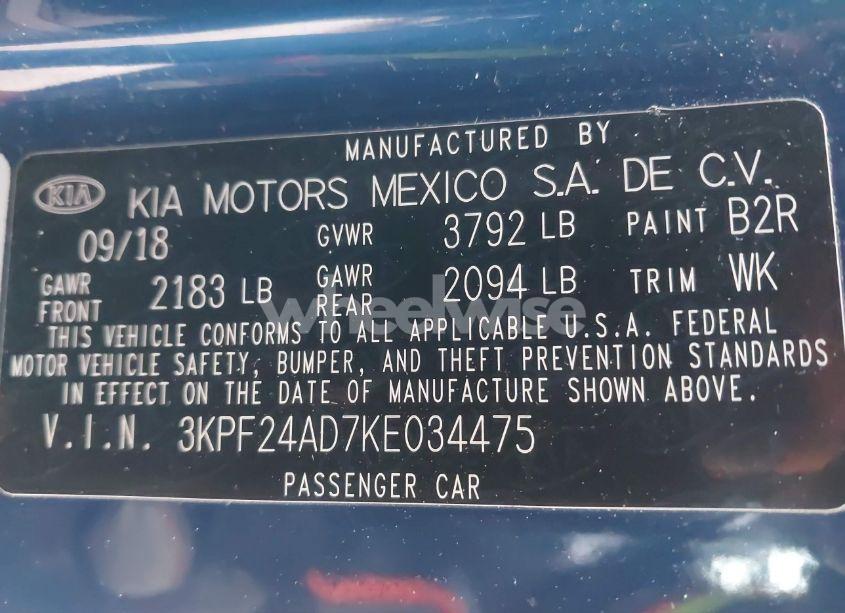 MANUFACTURED BY
KIA KIA MOTORS MEXICO S.A. DE C.V.
09/18 GVWR 3792 LB PAINT B2R
GAWR FRONT 2183 LB GAWR REAR 2094 LB TRIM WK
wheelwise
THIS VEHICLE CONFORMS TO ALL APPLICABLE U.S.A. FEDERAL
MOTOR VEHICLE SAFETY, BUMPER, AND THEFT PREVENTION STANDARDS
IN EFFECT ON THE DATE OF MANUFACTURE SHOWN ABOVE.
V.I.N. 3KPF24AD7KE034475
PASSENGER CAR